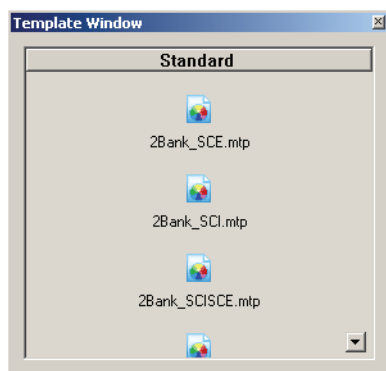 Template Window
Standard
2Bank_SCE.mtp
2Bank_SCI.mtp
2Bank_SCISCE.mtp